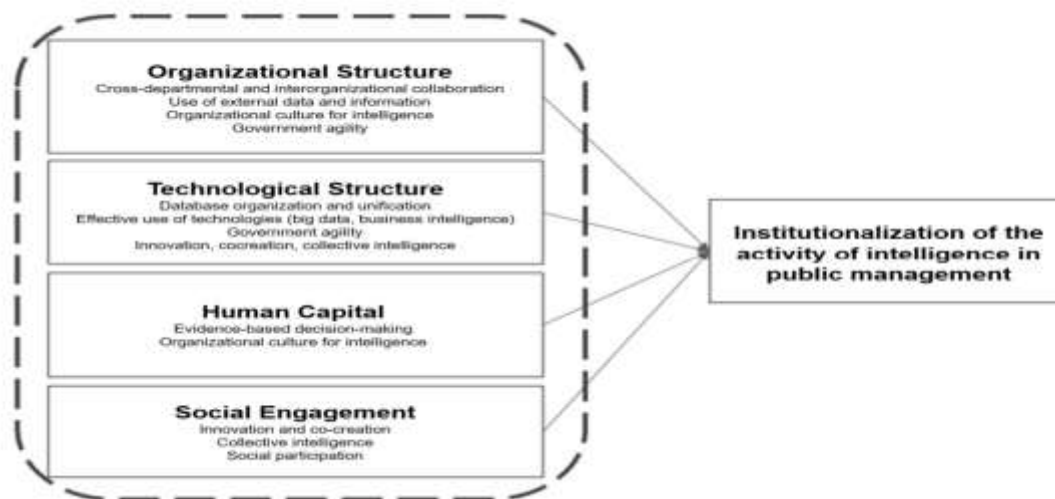 Organizational Structure
Cross-departmental and interorganizational collaboration
Use of external data and information
Organizational culture for intelligence
Government agility
Technological Structure
Database organization and unification
Effective use of technologies (big data, business intelligence)
Government agility
Innovation, cocreation, collective intelligence
Human Capital
Evidence-based decision-making
Organizational culture for intelligence
Social Engagement
Innovation and co-creation
Collective intelligence
Social participation
Institutionalization of the
activity of intelligence in
public management